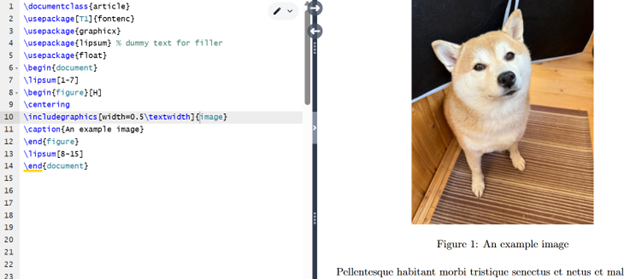 1 \documentclass{article}
2 \usepackage[T1]{fontenc}
3 \usepackage{graphicx}
4 \usepackage{lipsum} % dummy text for filler
5 \usepackage{float}
6 \begin{document}
7 \lipsum[1-7]
8 \begin{figure}[H]
9 \centering
10 \includegraphics[width=0.5\textwidth]{image}
11 \caption{An example image}
12 \end{figure}
13 \lipsum[8-15]
14 \end{document}
15
16
17
18
19
20
21
22
23
Figure 1: An example image
Pellentesque habitant morbi tristique senectus et netus et mal